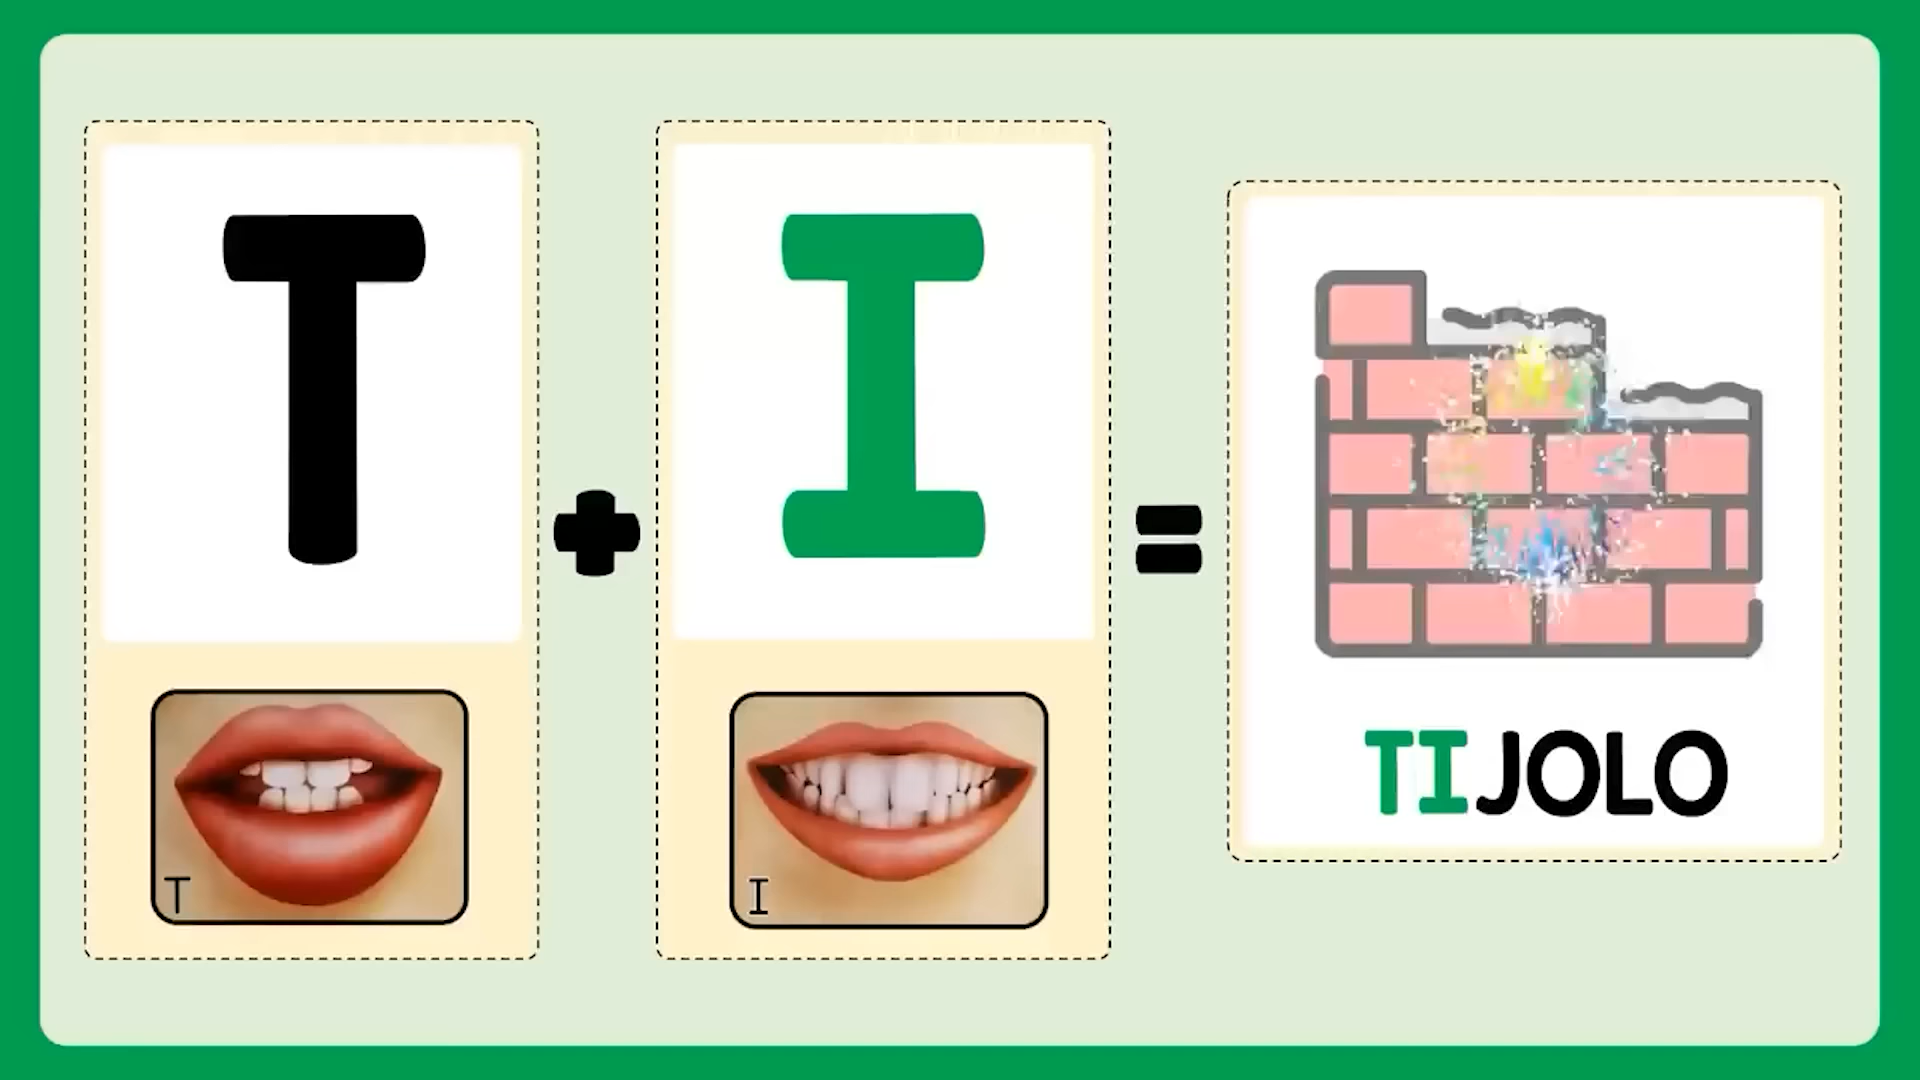 T + I =
TIJOLO
T
I